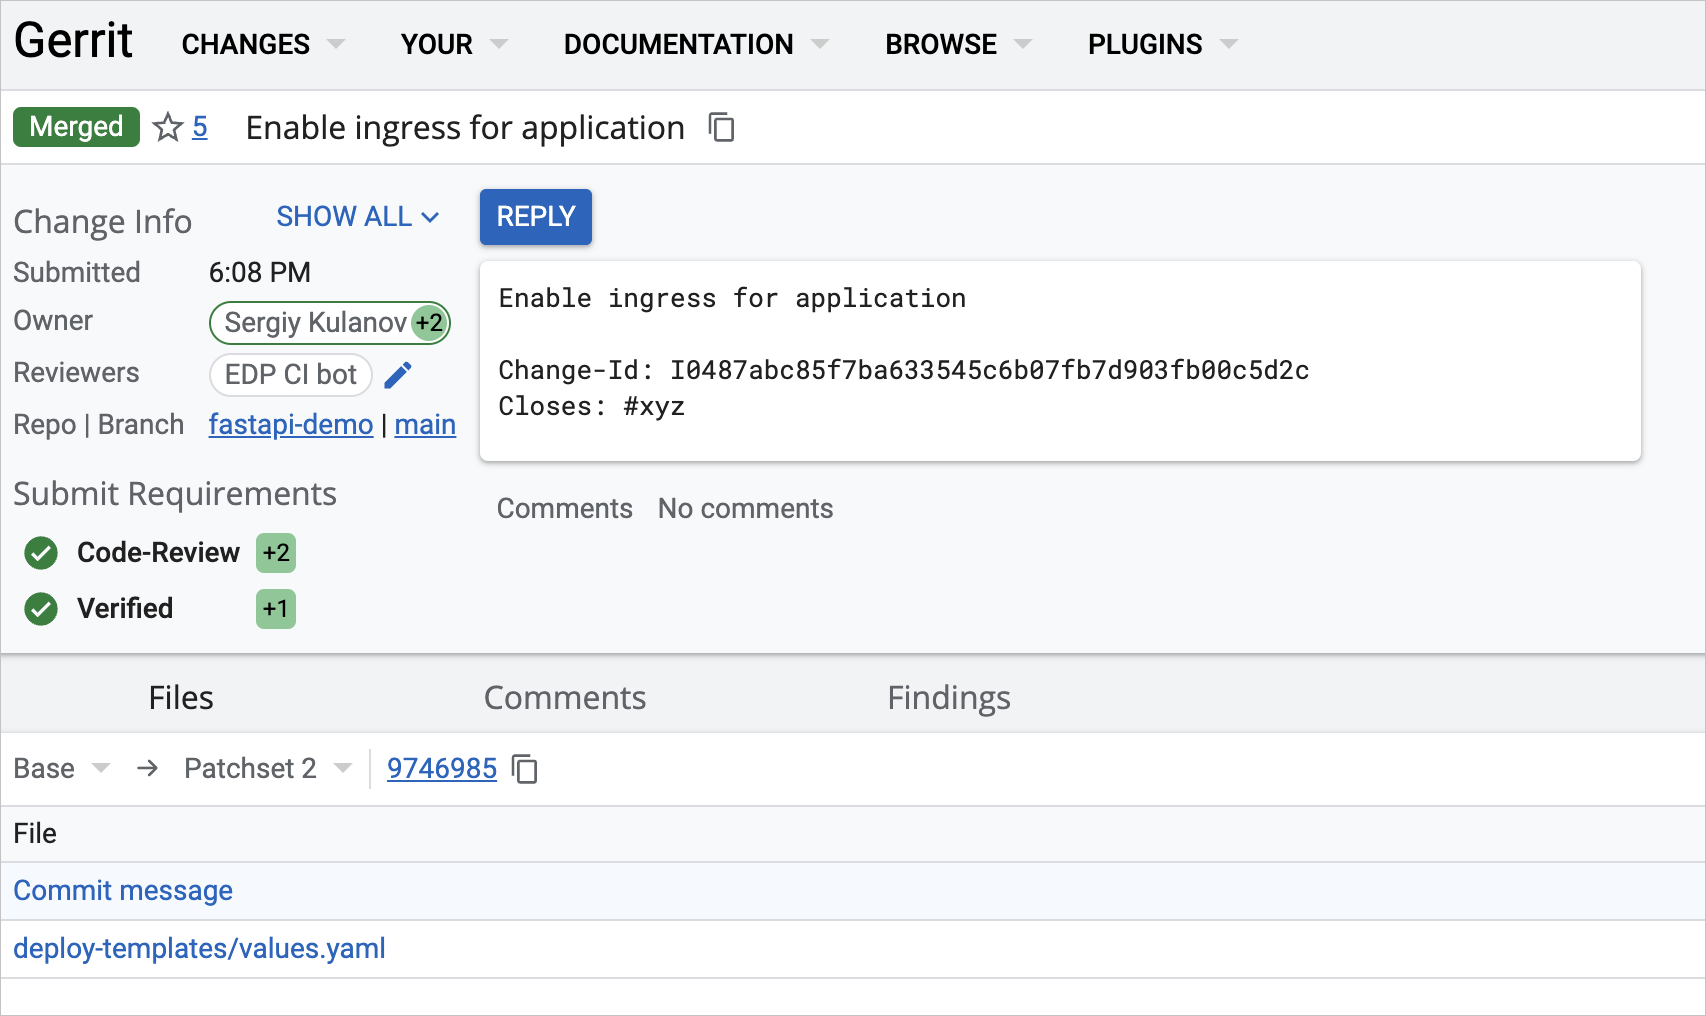 Gerrit CHANGES YOUR DOCUMENTATION BROWSE PLUGINS
Merged 5 Enable ingress for application
Change Info SHOW ALL REPLY
Submitted 6:08 PM
Owner Sergiy Kulanov +2
Reviewers EDP CI bot
Repo | Branch fastapi-demo | main
Enable ingress for application
Change-Id: I0487abc85f7ba633545c6b07fb7d903fb00c5d2c
Closes: #xyz
Submit Requirements
Code-Review +2
Verified +1
Comments No comments
Files Comments Findings
Base → Patchset 2 9746985
File
Commit message
deploy-templates/values.yaml